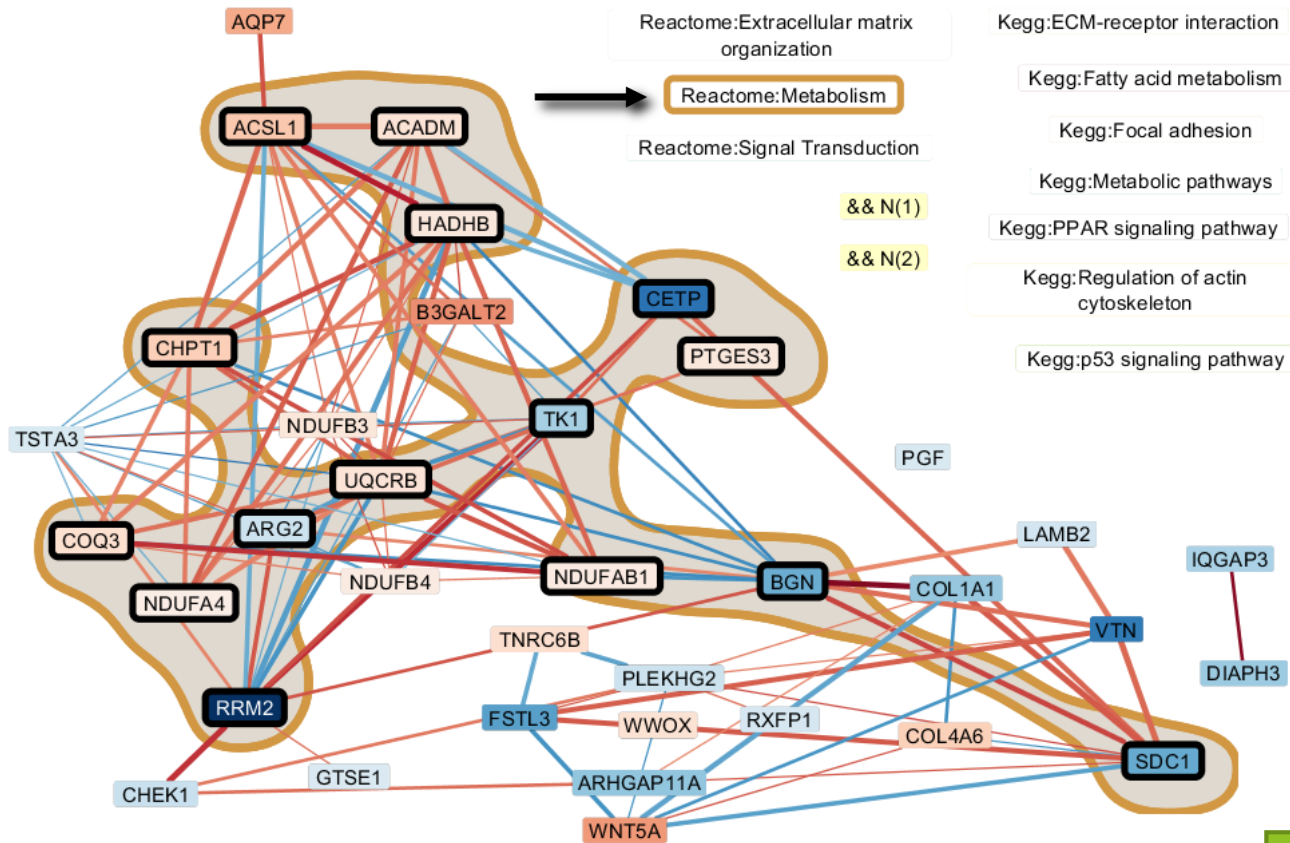 AQP7
Reactome:Extracellular matrix
organization
Kegg:ECM-receptor interaction
Kegg:Fatty acid metabolism
Reactome:Metabolism
ACSL1
ACADM
Kegg:Focal adhesion
Reactome:Signal Transduction
Kegg:Metabolic pathways
&& N(1)
HADHB
Kegg:PPAR signaling pathway
&& N(2)
Kegg:Regulation of actin
cytoskeleton
CETP
B3GALT2
CHPT1
PTGES3
Kegg:p53 signaling pathway
TK1
NDUFB3
TSTA3
PGF
UQCRB
ARG2
COQ3
LAMB2
IQGAP3
NDUFB4
NDUFAB1
BGN
COL1A1
NDUFA4
VTN
TNRC6B
DIAPH3
PLEKHG2
RRM2
FSTL3
WWOX
RXFP1
COL4A6
SDC1
GTSE1
CHEK1
ARHGAP11A
WNT5A